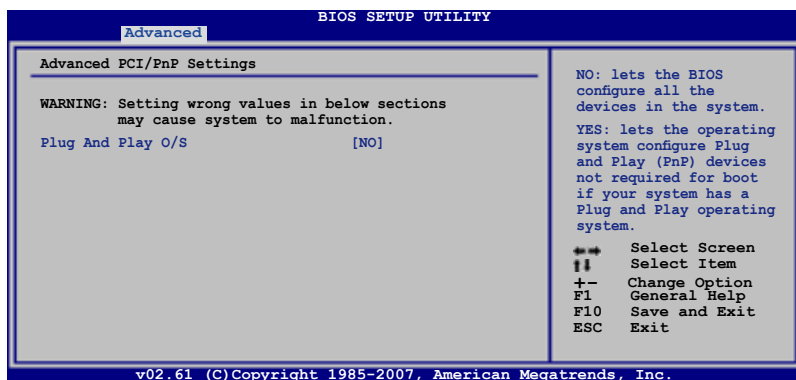 BIOS SETUP UTILITY
Advanced
Advanced PCI/PnP Settings
WARNING: Setting wrong values in below sections
may cause system to malfunction.
Plug And Play O/S [NO]
NO: lets the BIOS
configure all the
devices in the system.
YES: lets the operating
system configure Plug
and Play (PnP) devices
not required for boot
if your system has a
Plug and Play operating
system.
←→ Select Screen
↑↓ Select Item
+- Change Option
F1 General Help
F10 Save and Exit
ESC Exit
v02.61 (C)Copyright 1985-2007, American Megatrends, Inc.